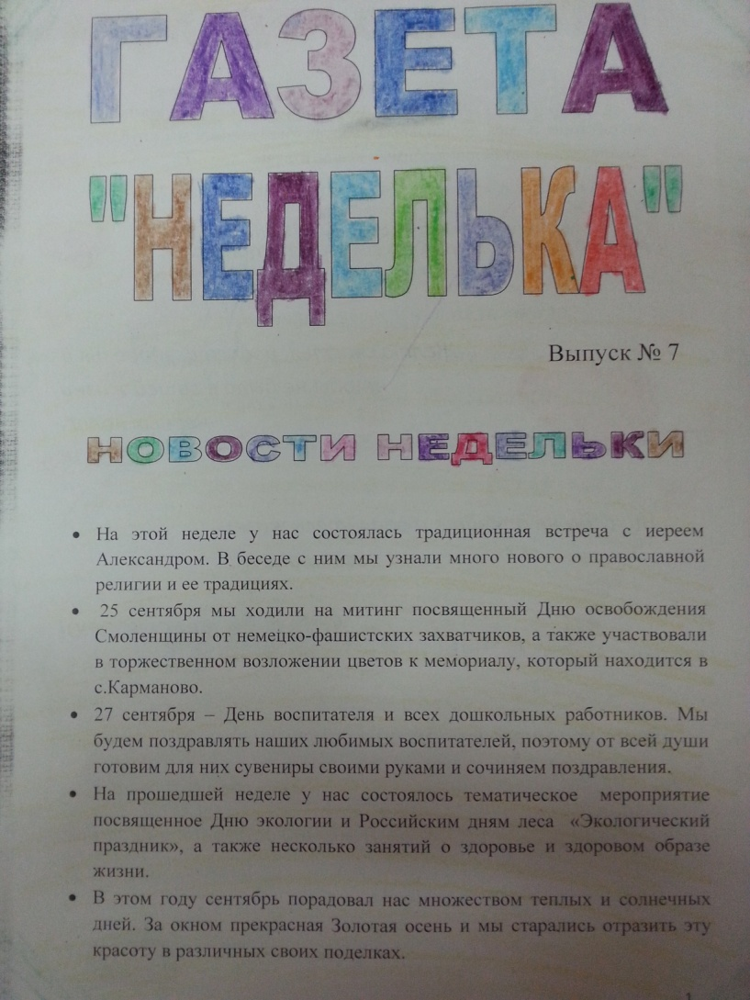 ГАЗЕТА
"НЕДЕЛЬКА"
Выпуск № 7
НОВОСТИ НЕДЕЛЬКИ
• На этой неделе у нас состоялась традиционная встреча с иереем
Александром. В беседе с ним мы узнали много нового о православной
религии и ее традициях.
• 25 сентября мы ходили на митинг посвященный Дню освобождения
Смоленщины от немецко-фашистских захватчиков, а также участвовали
в торжественном возложении цветов к мемориалу, который находится в
с.Карманово.
• 27 сентября – День воспитателя и всех дошкольных работников. Мы
будем поздравлять наших любимых воспитателей, поэтому от всей души
готовим для них сувениры своими руками и сочиняем поздравления.
• На прошедшей неделе у нас состоялось тематическое мероприятие
посвященное Дню экологии и Российским дням леса «Экологический
праздник», а также несколько занятий о здоровье и здоровом образе
жизни.
• В этом году сентябрь порадовал нас множеством теплых и солнечных
дней. За окном прекрасная Золотая осень и мы старались отразить эту
красоту в различных своих поделках.
1